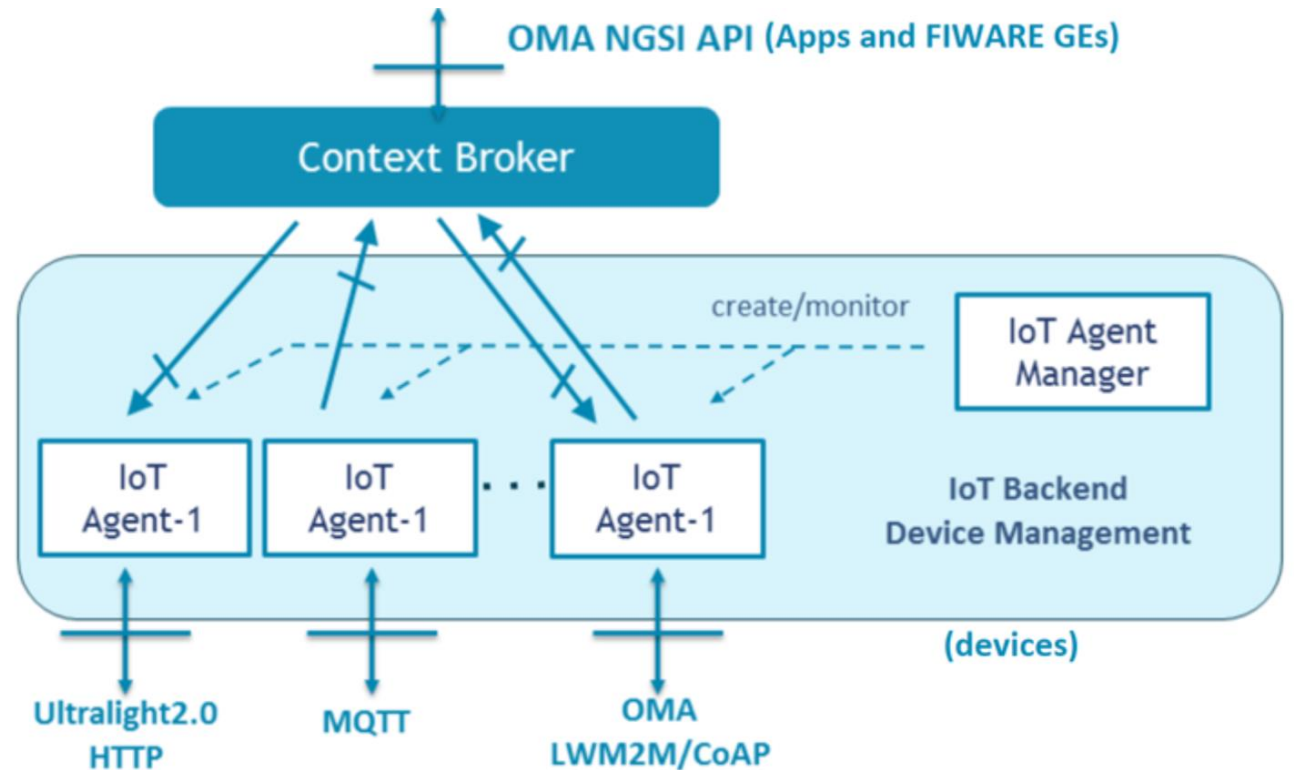 OMA NGSI API (Apps and FIWARE GEs)
Context Broker
create/monitor
IoT Agent
Manager
IoT
Agent-1
IoT
Agent-1
. . .
IoT
Agent-1
IoT Backend
Device Management
(devices)
Ultralight2.0
HTTP
MQTT
OMA
LWM2M/CoAP